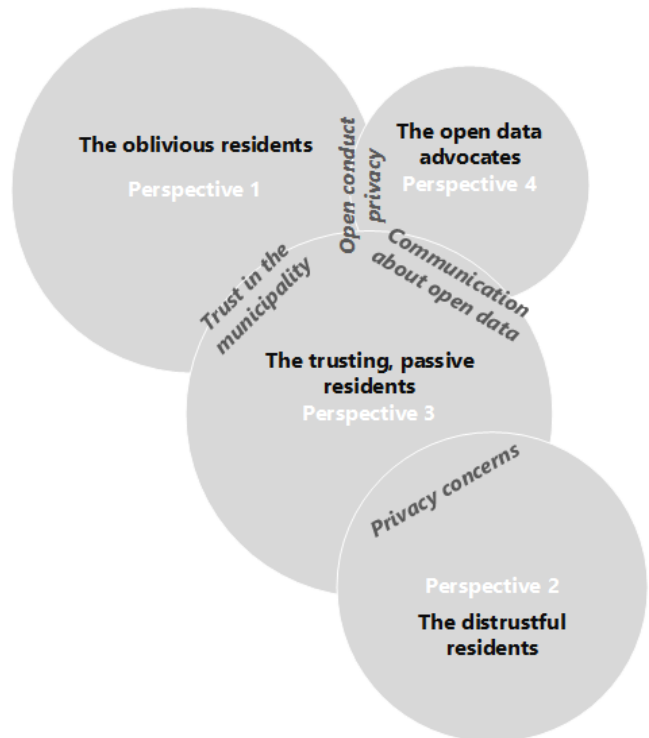 The oblivious residents
Perspective 1
Open conduct
privacy
The open data
advocates
Perspective 4
Trust in the
municipality
Communication
about open data
The trusting, passive
residents
Perspective 3
Privacy concerns
Perspective 2
The distrustful
residents